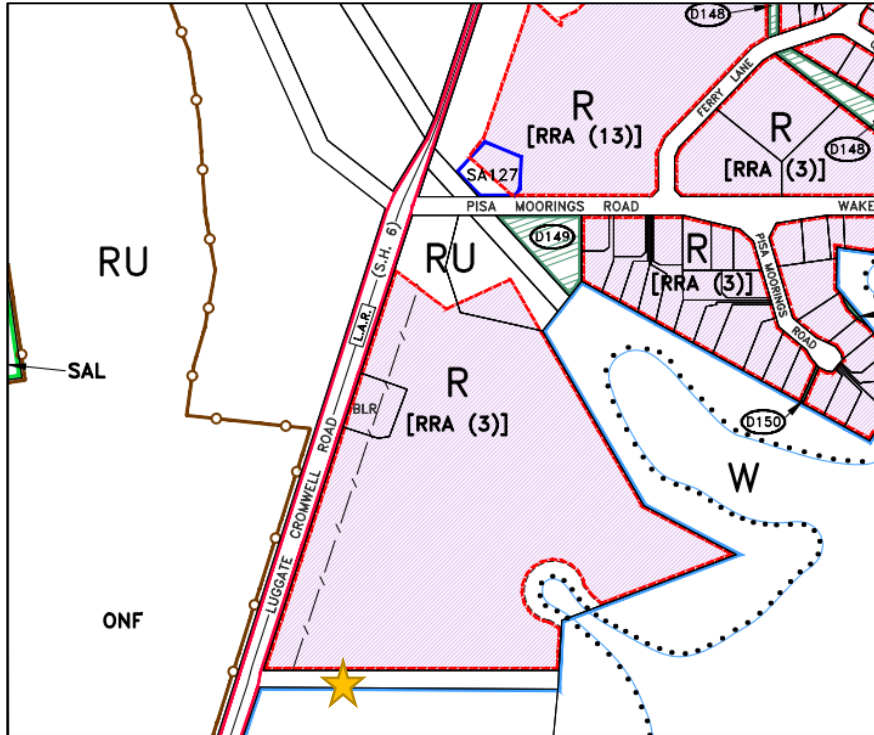 D148
FERRY LANE
R
[RRA (13)]
R
[RRA (3)]
D148
SA127
PISA MOORINGS ROAD
WAKE
(S.H. 6)
RU
RU
D149
R
[RRA (3)]
PISA MOORINGS ROAD
L.A.R.
SAL
R
[RRA (3)]
BLR
D150
W
LUGGATE CROMWELL ROAD
ONF